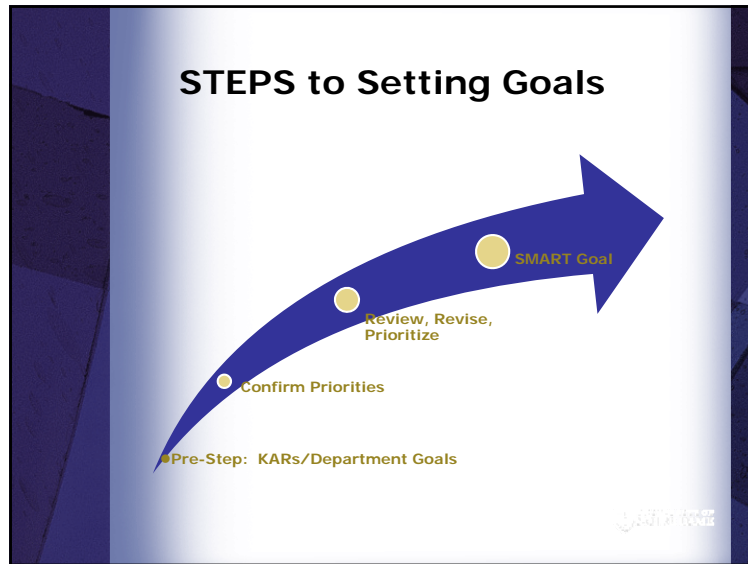 STEPS to Setting Goals
SMART Goal
Review, Revise,
Prioritize
Confirm Priorities
Pre-Step: KARs/Department Goals